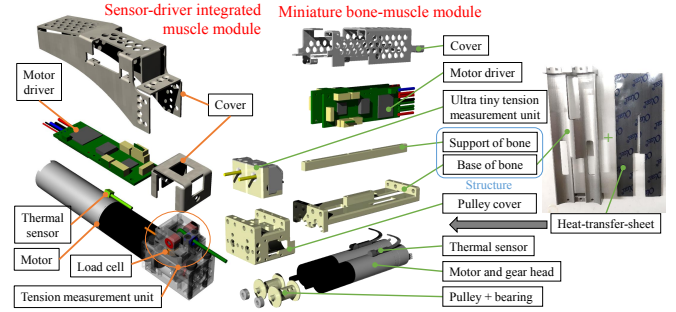 Sensor-driver integrated
muscle module
Miniature bone-muscle module
Motor
driver
Cover
Thermal
sensor
Motor
Load cell
Tension measurement unit
Cover
Motor driver
Ultra tiny tension
measurement unit
Support of bone
Base of bone
Structure
Pulley cover
Thermal sensor
Motor and gear head
Pulley + bearing
+
Heat-transfer-sheet